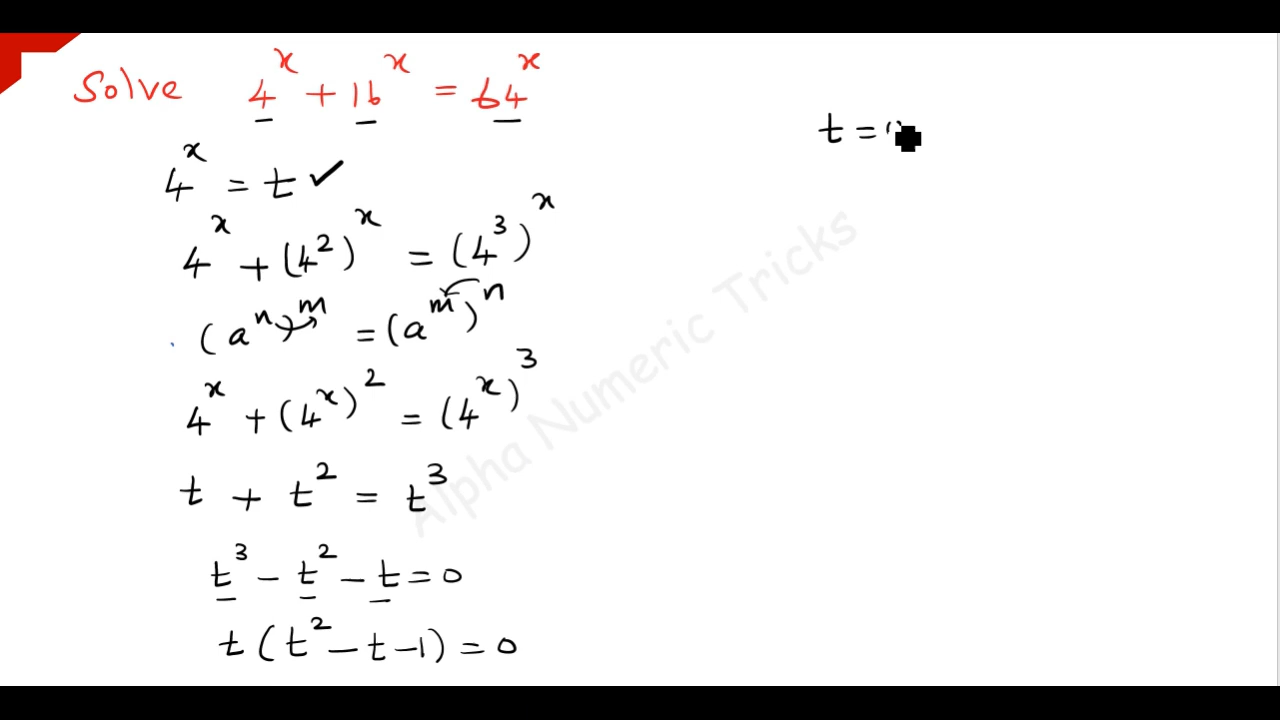 Solve 4^x + 16^x = 64^x
4^x = t ✓
4^x + (4^2)^x = (4^3)^x
(a^n)^m = (a^m)^n
4^x + (4^x)^2 = (4^x)^3
t + t^2 = t^3
t^3 - t^2 - t = 0
t(t^2 - t - 1) = 0
t =
Alpha Numeric Tricks